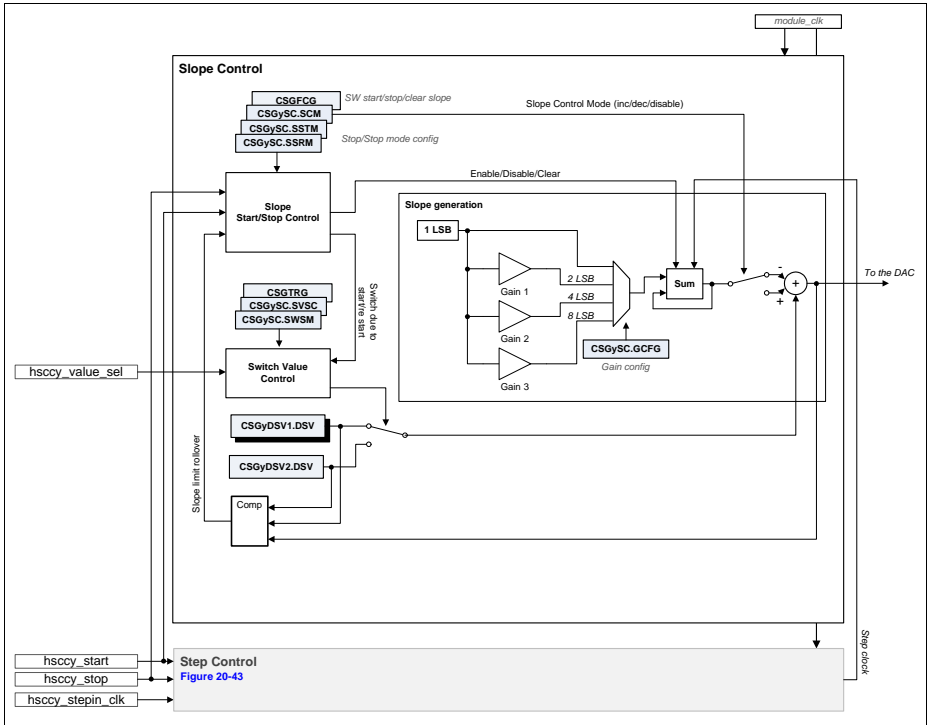 module_clk
Slope Control
CSGFCG
SW start/stop/clear slope
CSGySC.SCM
Slope Control Mode (inc/dec/disable)
CSGySC.SSTM
CSGySC.SSRM
Stop/Stop mode config
Slope
Start/Stop Control
Enable/Disable/Clear
Slope generation
1 LSB
Gain 1
2 LSB
Gain 2
4 LSB
8 LSB
Gain 3
Sum
-
+
+
To the DAC
CSGySC.GCFG
Gain config
Switch due to
start/re start
CSGTRG
CSGySC.SVSC
CSGySC.SWSM
Switch Value
Control
hsccy_value_sel
CSGyDSV1.DSV
CSGyDSV2.DSV
Slope limit rollover
Comp
hsccy_start
hsccy_stop
hsccy_stepin_clk
Step Control
Figure 20-43
Step clock